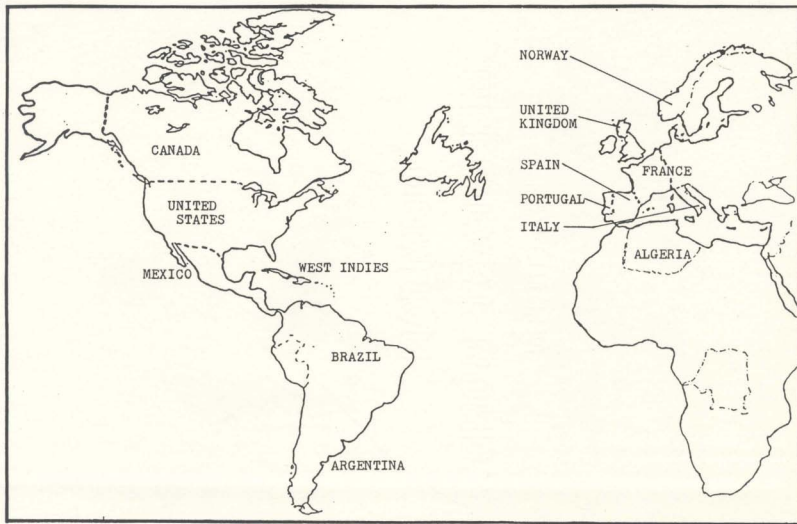 NORWAY
UNITED
KINGDOM
CANADA
SPAIN
FRANCE
UNITED
STATES
PORTUGAL
ITALY
ALGERIA
WEST INDIES
MEXICO
BRAZIL
ARGENTINA